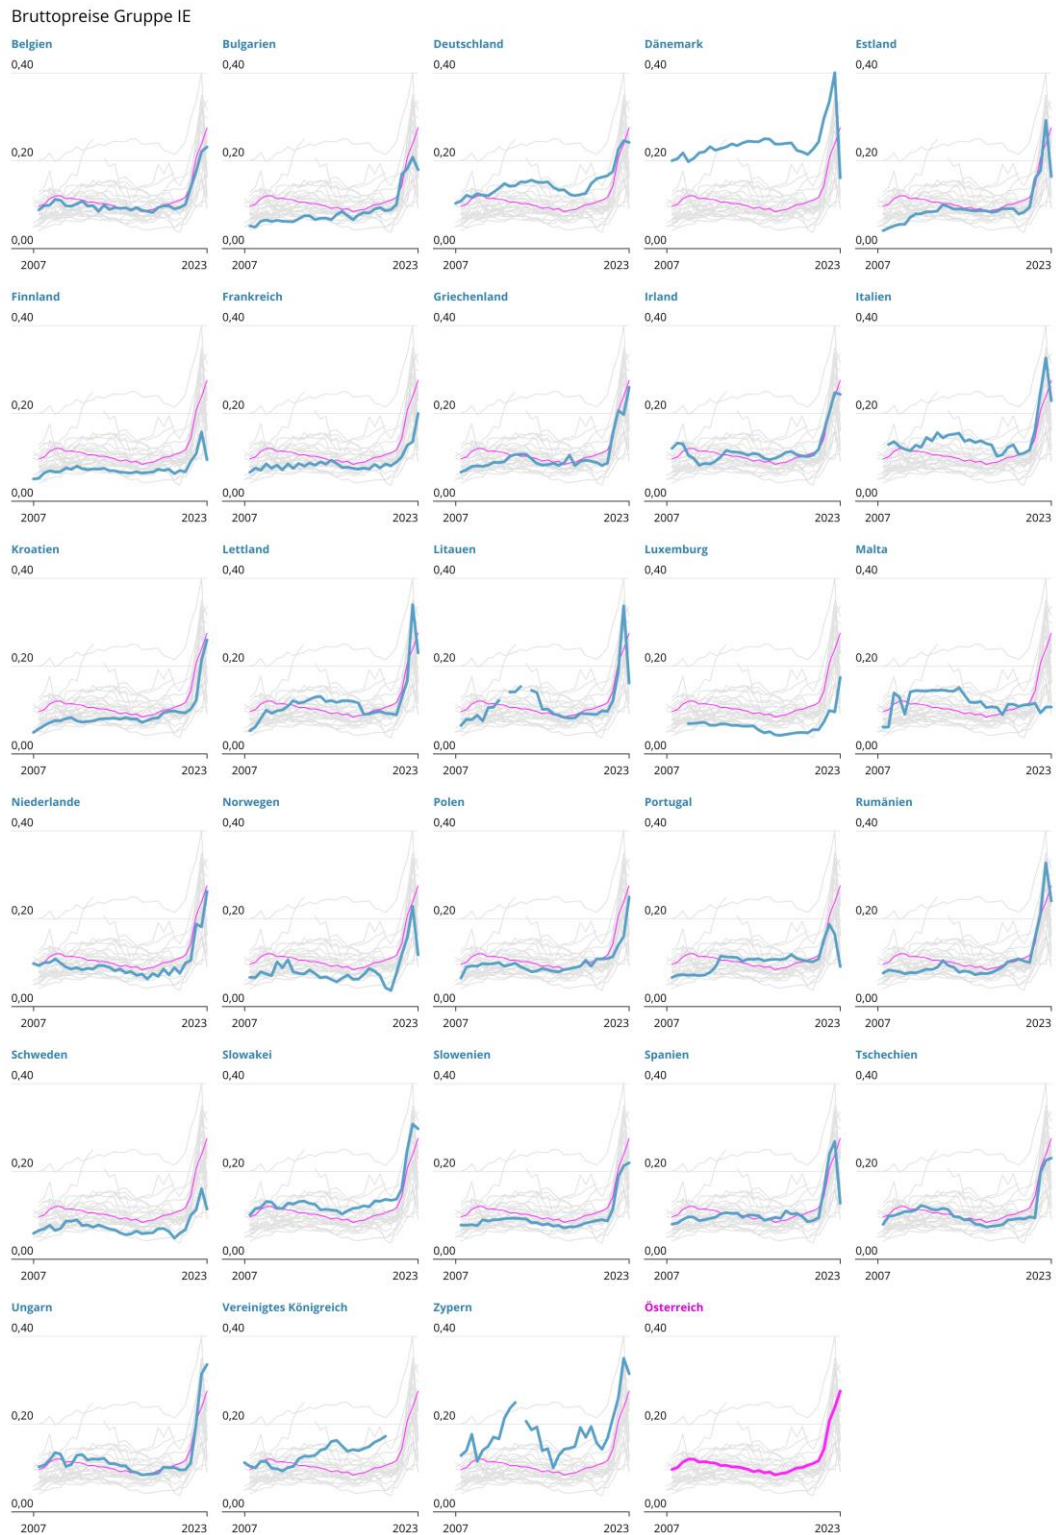 Bruttopreise Gruppe IE
Belgien Bulgarien Deutschland Dänemark Estland
0,40 0,40 0,40 0,40 0,40
0,20 0,20 0,20 0,20 0,20
0,00 0,00 0,00 0,00 0,00
2007 2023 2007 2023 2007 2023 2007 2023 2007 2023
Finnland Frankreich Griechenland Irland Italien
0,40 0,40 0,40 0,40 0,40
0,20 0,20 0,20 0,20 0,20
0,00 0,00 0,00 0,00 0,00
2007 2023 2007 2023 2007 2023 2007 2023 2007 2023
Kroatien Lettland Litauen Luxemburg Malta
0,40 0,40 0,40 0,40 0,40
0,20 0,20 0,20 0,20 0,20
0,00 0,00 0,00 0,00 0,00
2007 2023 2007 2023 2007 2023 2007 2023 2007 2023
Niederlande Norwegen Polen Portugal Rumänien
0,40 0,40 0,40 0,40 0,40
0,20 0,20 0,20 0,20 0,20
0,00 0,00 0,00 0,00 0,00
2007 2023 2007 2023 2007 2023 2007 2023 2007 2023
Schweden Slowakei Slowenien Spanien Tschechien
0,40 0,40 0,40 0,40 0,40
0,20 0,20 0,20 0,20 0,20
0,00 0,00 0,00 0,00 0,00
2007 2023 2007 2023 2007 2023 2007 2023 2007 2023
Ungarn Vereinigtes Königreich Zypern Österreich
0,40 0,40 0,40 0,40
0,20 0,20 0,20 0,20
0,00 0,00 0,00 0,00
2007 2023 2007 2023 2007 2023 2007 2023